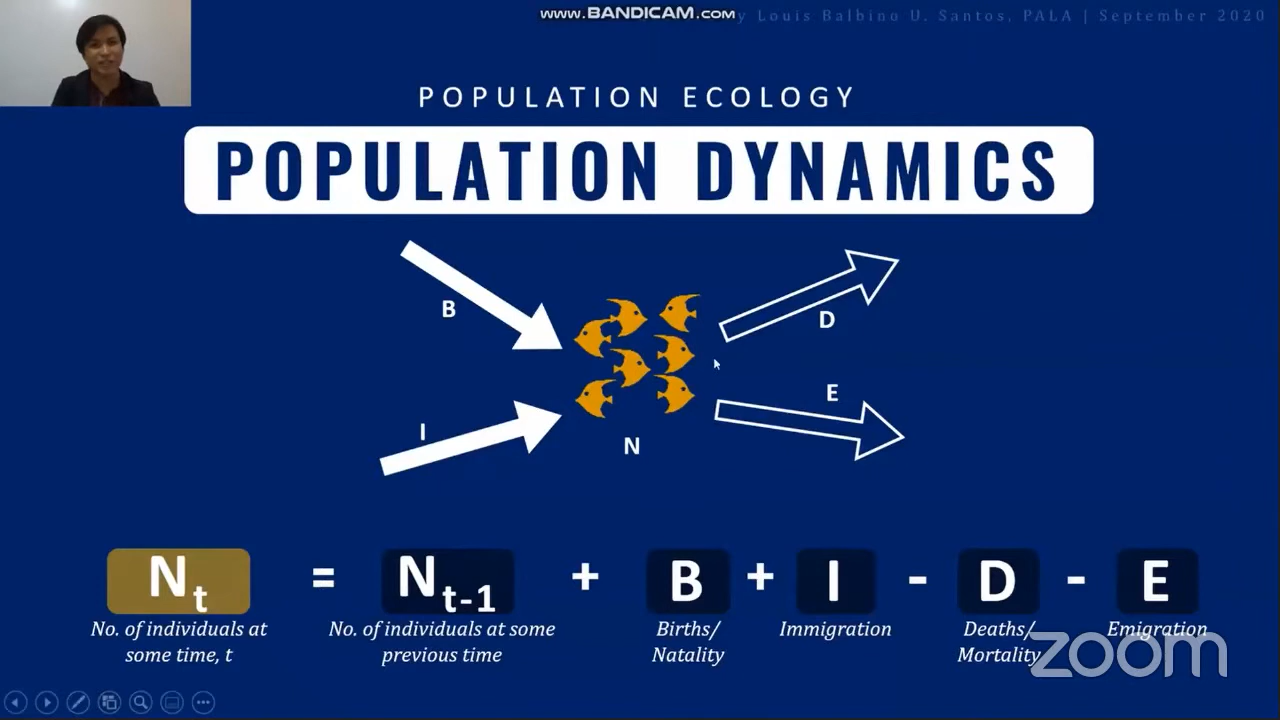 www.BANDICAM.com
Louis Balbino U. Santos, PALA | September 2020
POPULATION ECOLOGY
POPULATION DYNAMICS
B
D
I
E
N
Nt = Nt-1 + B + I - D - E
No. of individuals at some time, t
No. of individuals at some previous time
Births/ Natality
Immigration
Deaths/ Mortality
Emigration
zoom